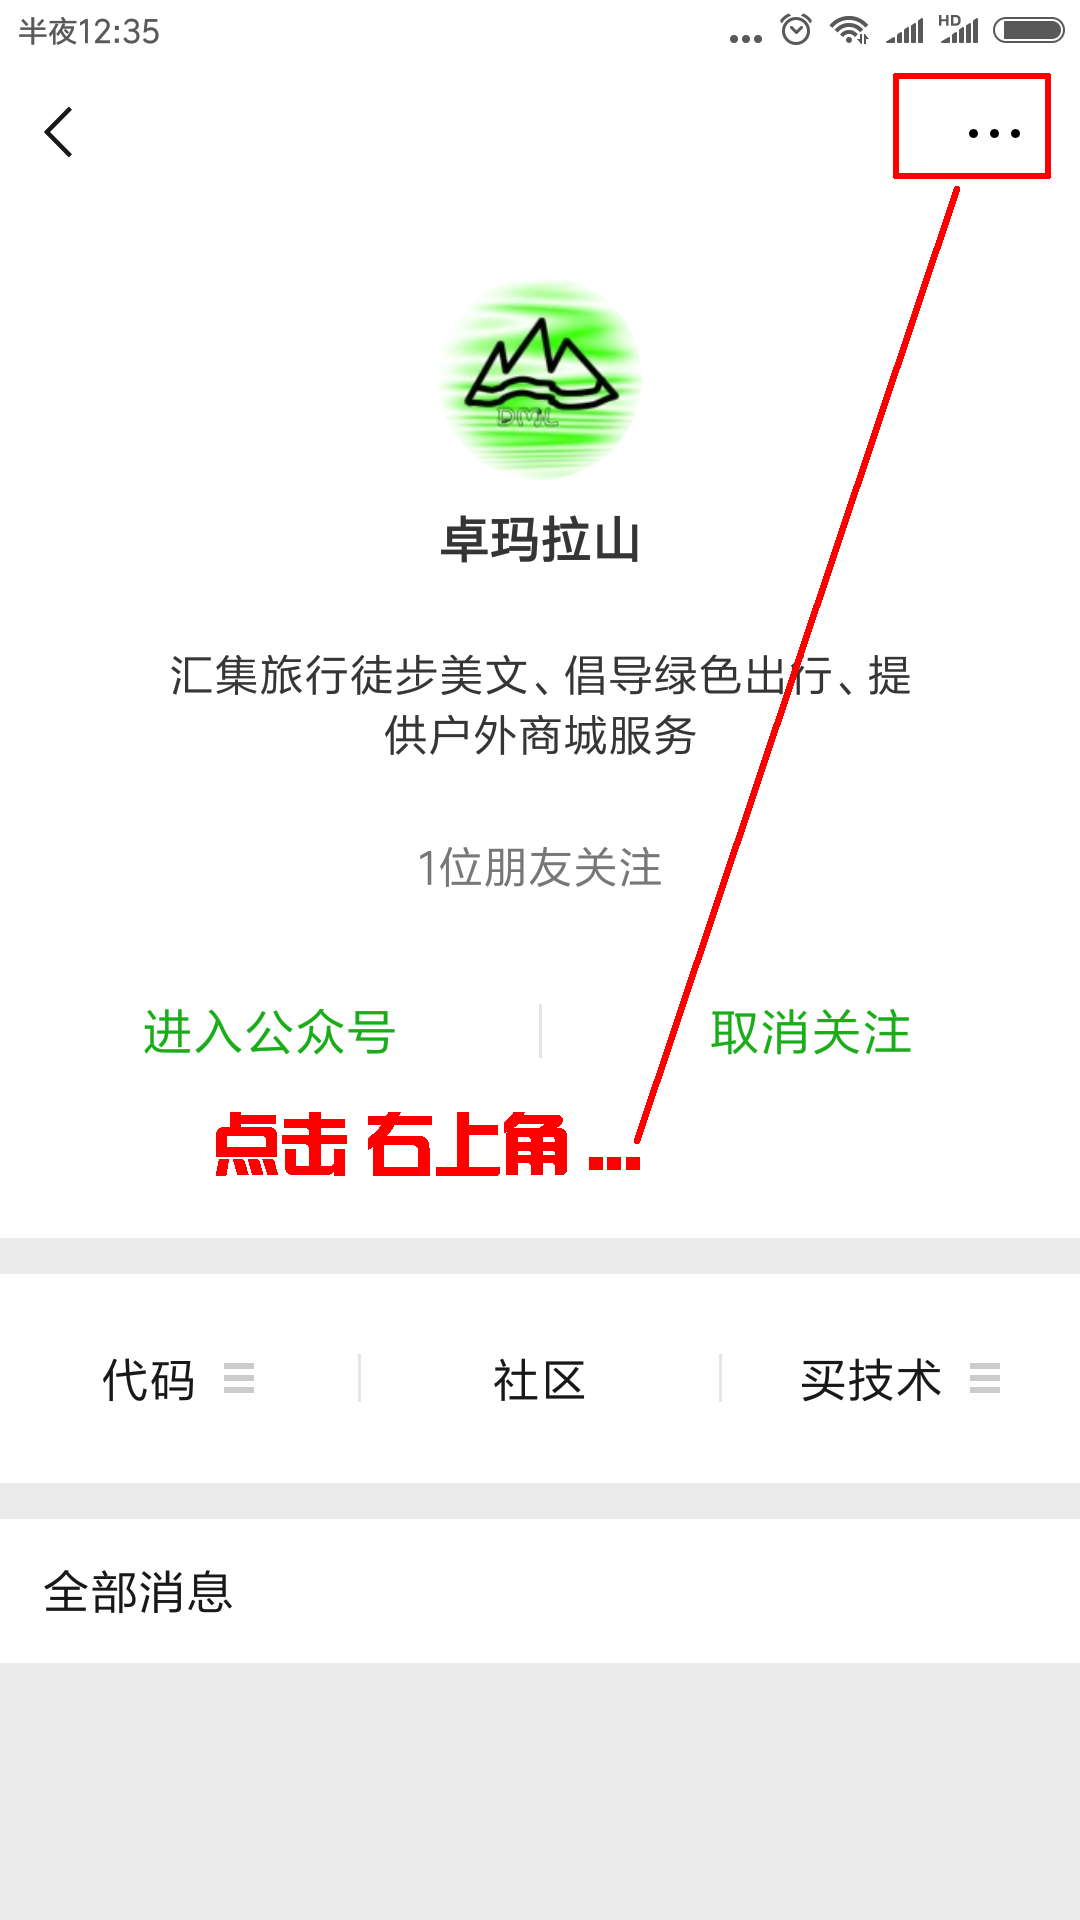 半夜12:35
HD
...
DML
卓玛拉山
汇集旅行徒步美文、倡导绿色出行、提
供户外商城服务
1位朋友关注
进入公众号 取消关注
点击 右上角 ...
代码 社区 买技术
全部消息